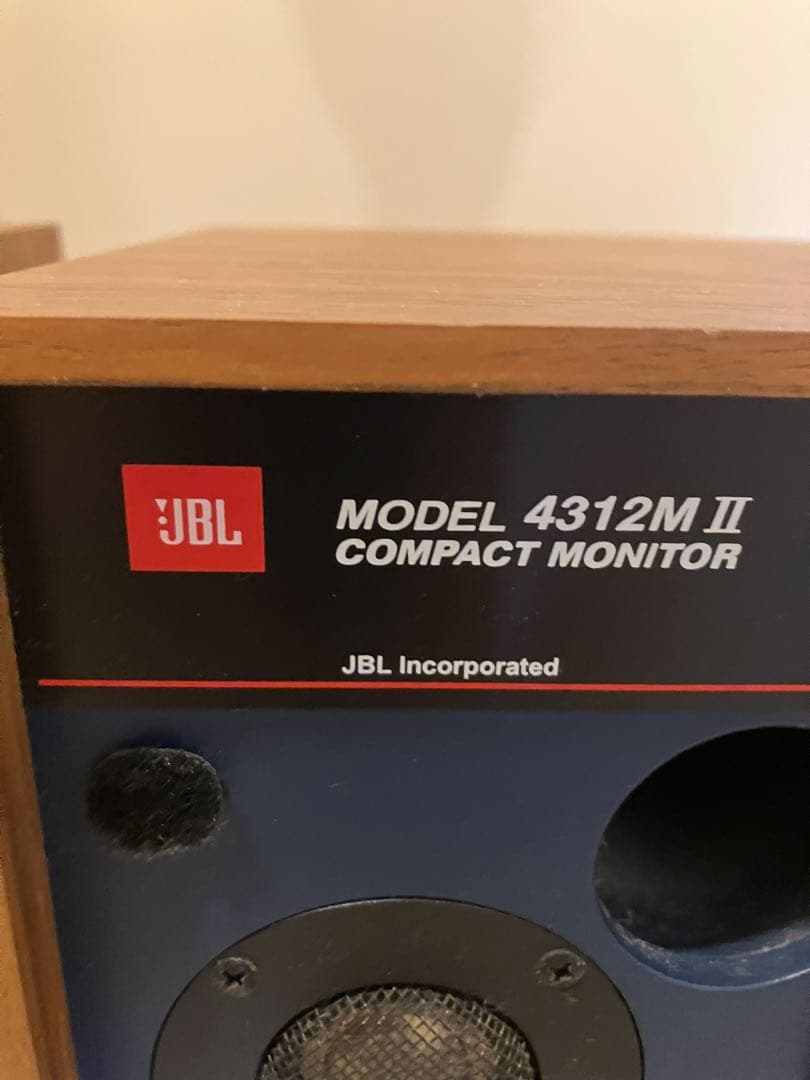 JBL
MODEL 4312M II
COMPACT MONITOR
JBL Incorporated